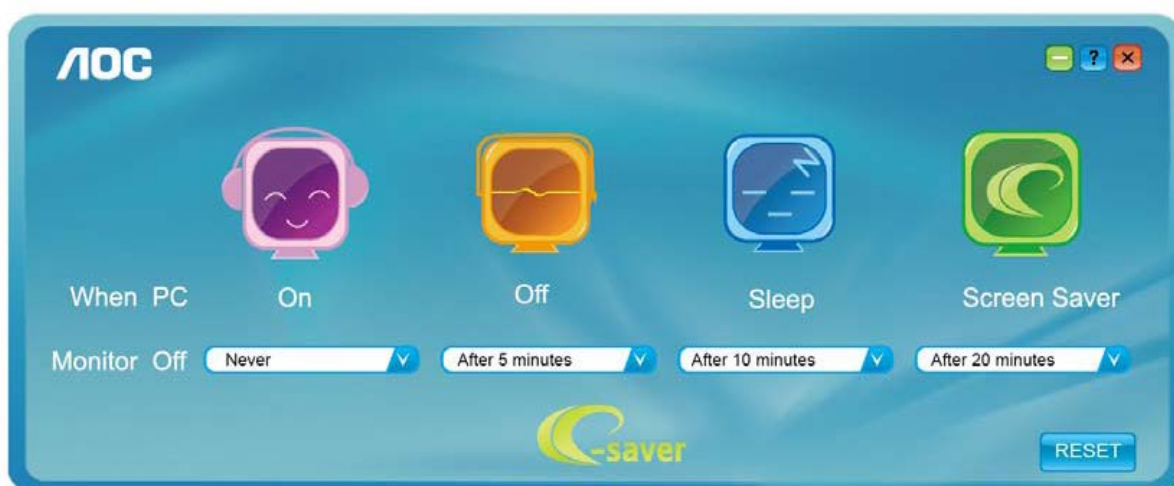 AOC
?
When PC On Off Sleep Screen Saver
Monitor Off Never After 5 minutes After 10 minutes After 20 minutes
e-saver
RESET